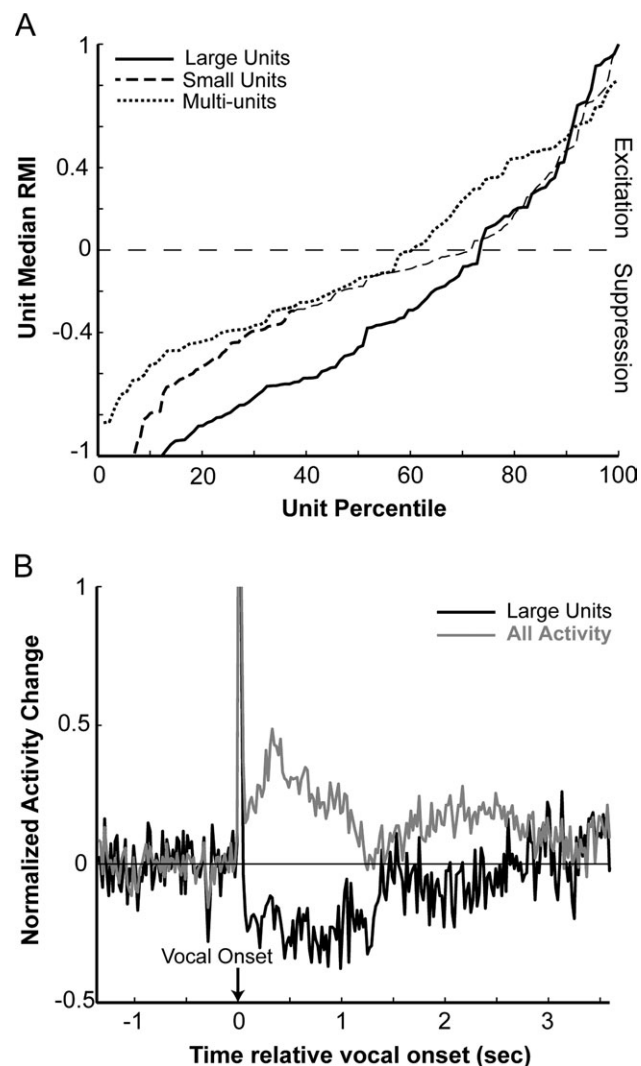 A
Large Units
Small Units
Multi-units
1
0.4
0
-0.4
-1
Unit Median RMI
Excitation
Suppression
0 20 40 60 80 100
Unit Percentile
B
Large Units
All Activity
1
0.5
0
-0.5
Normalized Activity Change
Vocal Onset
-1 0 1 2 3
Time relative vocal onset (sec)